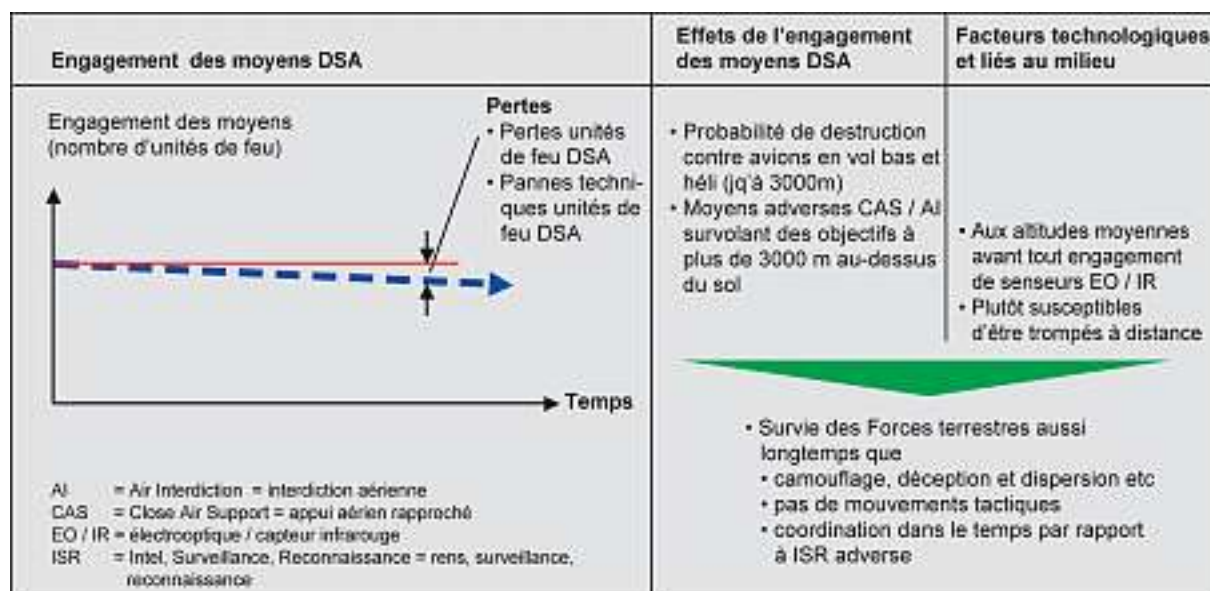 Engagement des moyens DSA
Effets de l'engagement
des moyens DSA
Facteurs technologiques
et liés au milieu
Engagement des moyens
(nombre d'unités de feu)
Pertes
• Pertes unités
de feu DSA
• Pannes techni-
ques unités de
feu DSA
Temps
AI = Air Interdiction = interdiction aérienne
CAS = Close Air Support = appui aérien rapproché
EO / IR = électrooptique / capteur infrarouge
ISR = Intel, Surveillance, Reconnaissance = rens, surveillance,
reconnaissance
• Probabilité de destruction
contre avions en vol bas et
héli (jq'à 3000m)
• Moyens adverses CAS / AI
survolant des objectifs à
plus de 3000 m au-dessus
du sol
• Aux altitudes moyennes
avant tout engagement
de senseurs EO / IR
• Plutôt susceptibles
d'être trompés à distance
• Survie des Forces terrestres aussi
longtemps que
• camouflage, déception et dispersion etc
• pas de mouvements tactiques
• coordination dans le temps par rapport
à ISR adverse